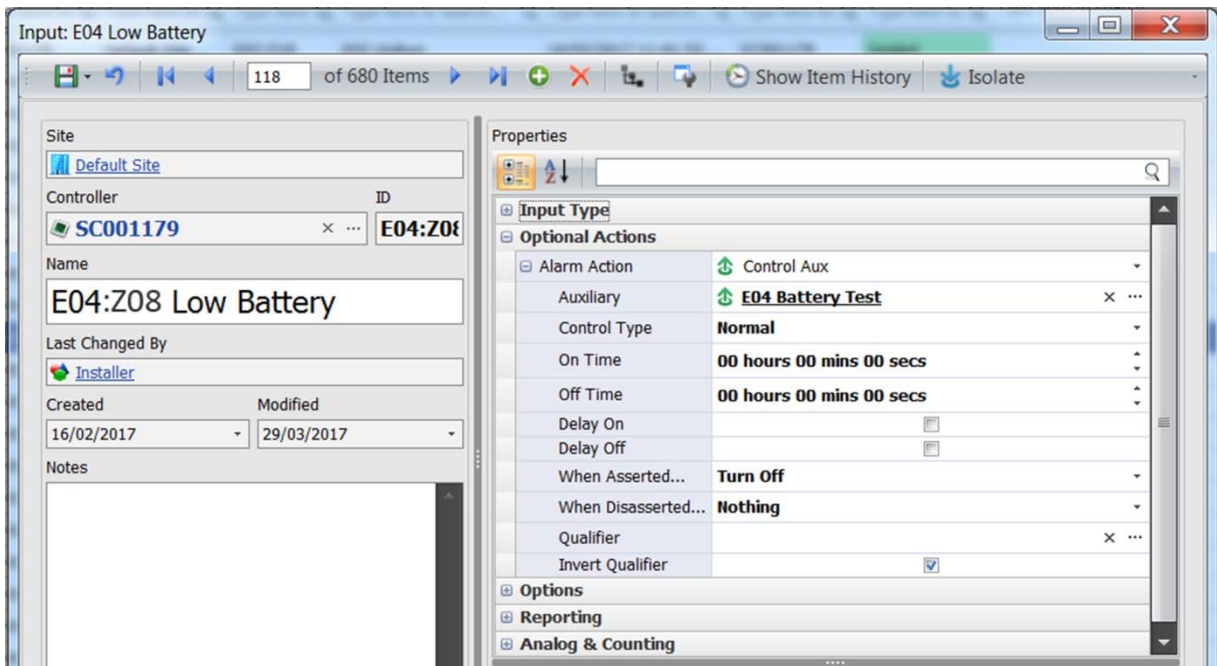 Input: E04 Low Battery
118 of 680 Items Show Item History Isolate
Site
Default Site
Controller ID
SC001179 E04:Z08
Name
E04:Z08 Low Battery
Last Changed By
Installer
Created Modified
16/02/2017 29/03/2017
Notes
Properties
Input Type
Optional Actions
Alarm Action Control Aux
Auxiliary E04 Battery Test
Control Type Normal
On Time 00 hours 00 mins 00 secs
Off Time 00 hours 00 mins 00 secs
Delay On
Delay Off
When Asserted... Turn Off
When Disasserted... Nothing
Qualifier
Invert Qualifier
Options
Reporting
Analog & Counting